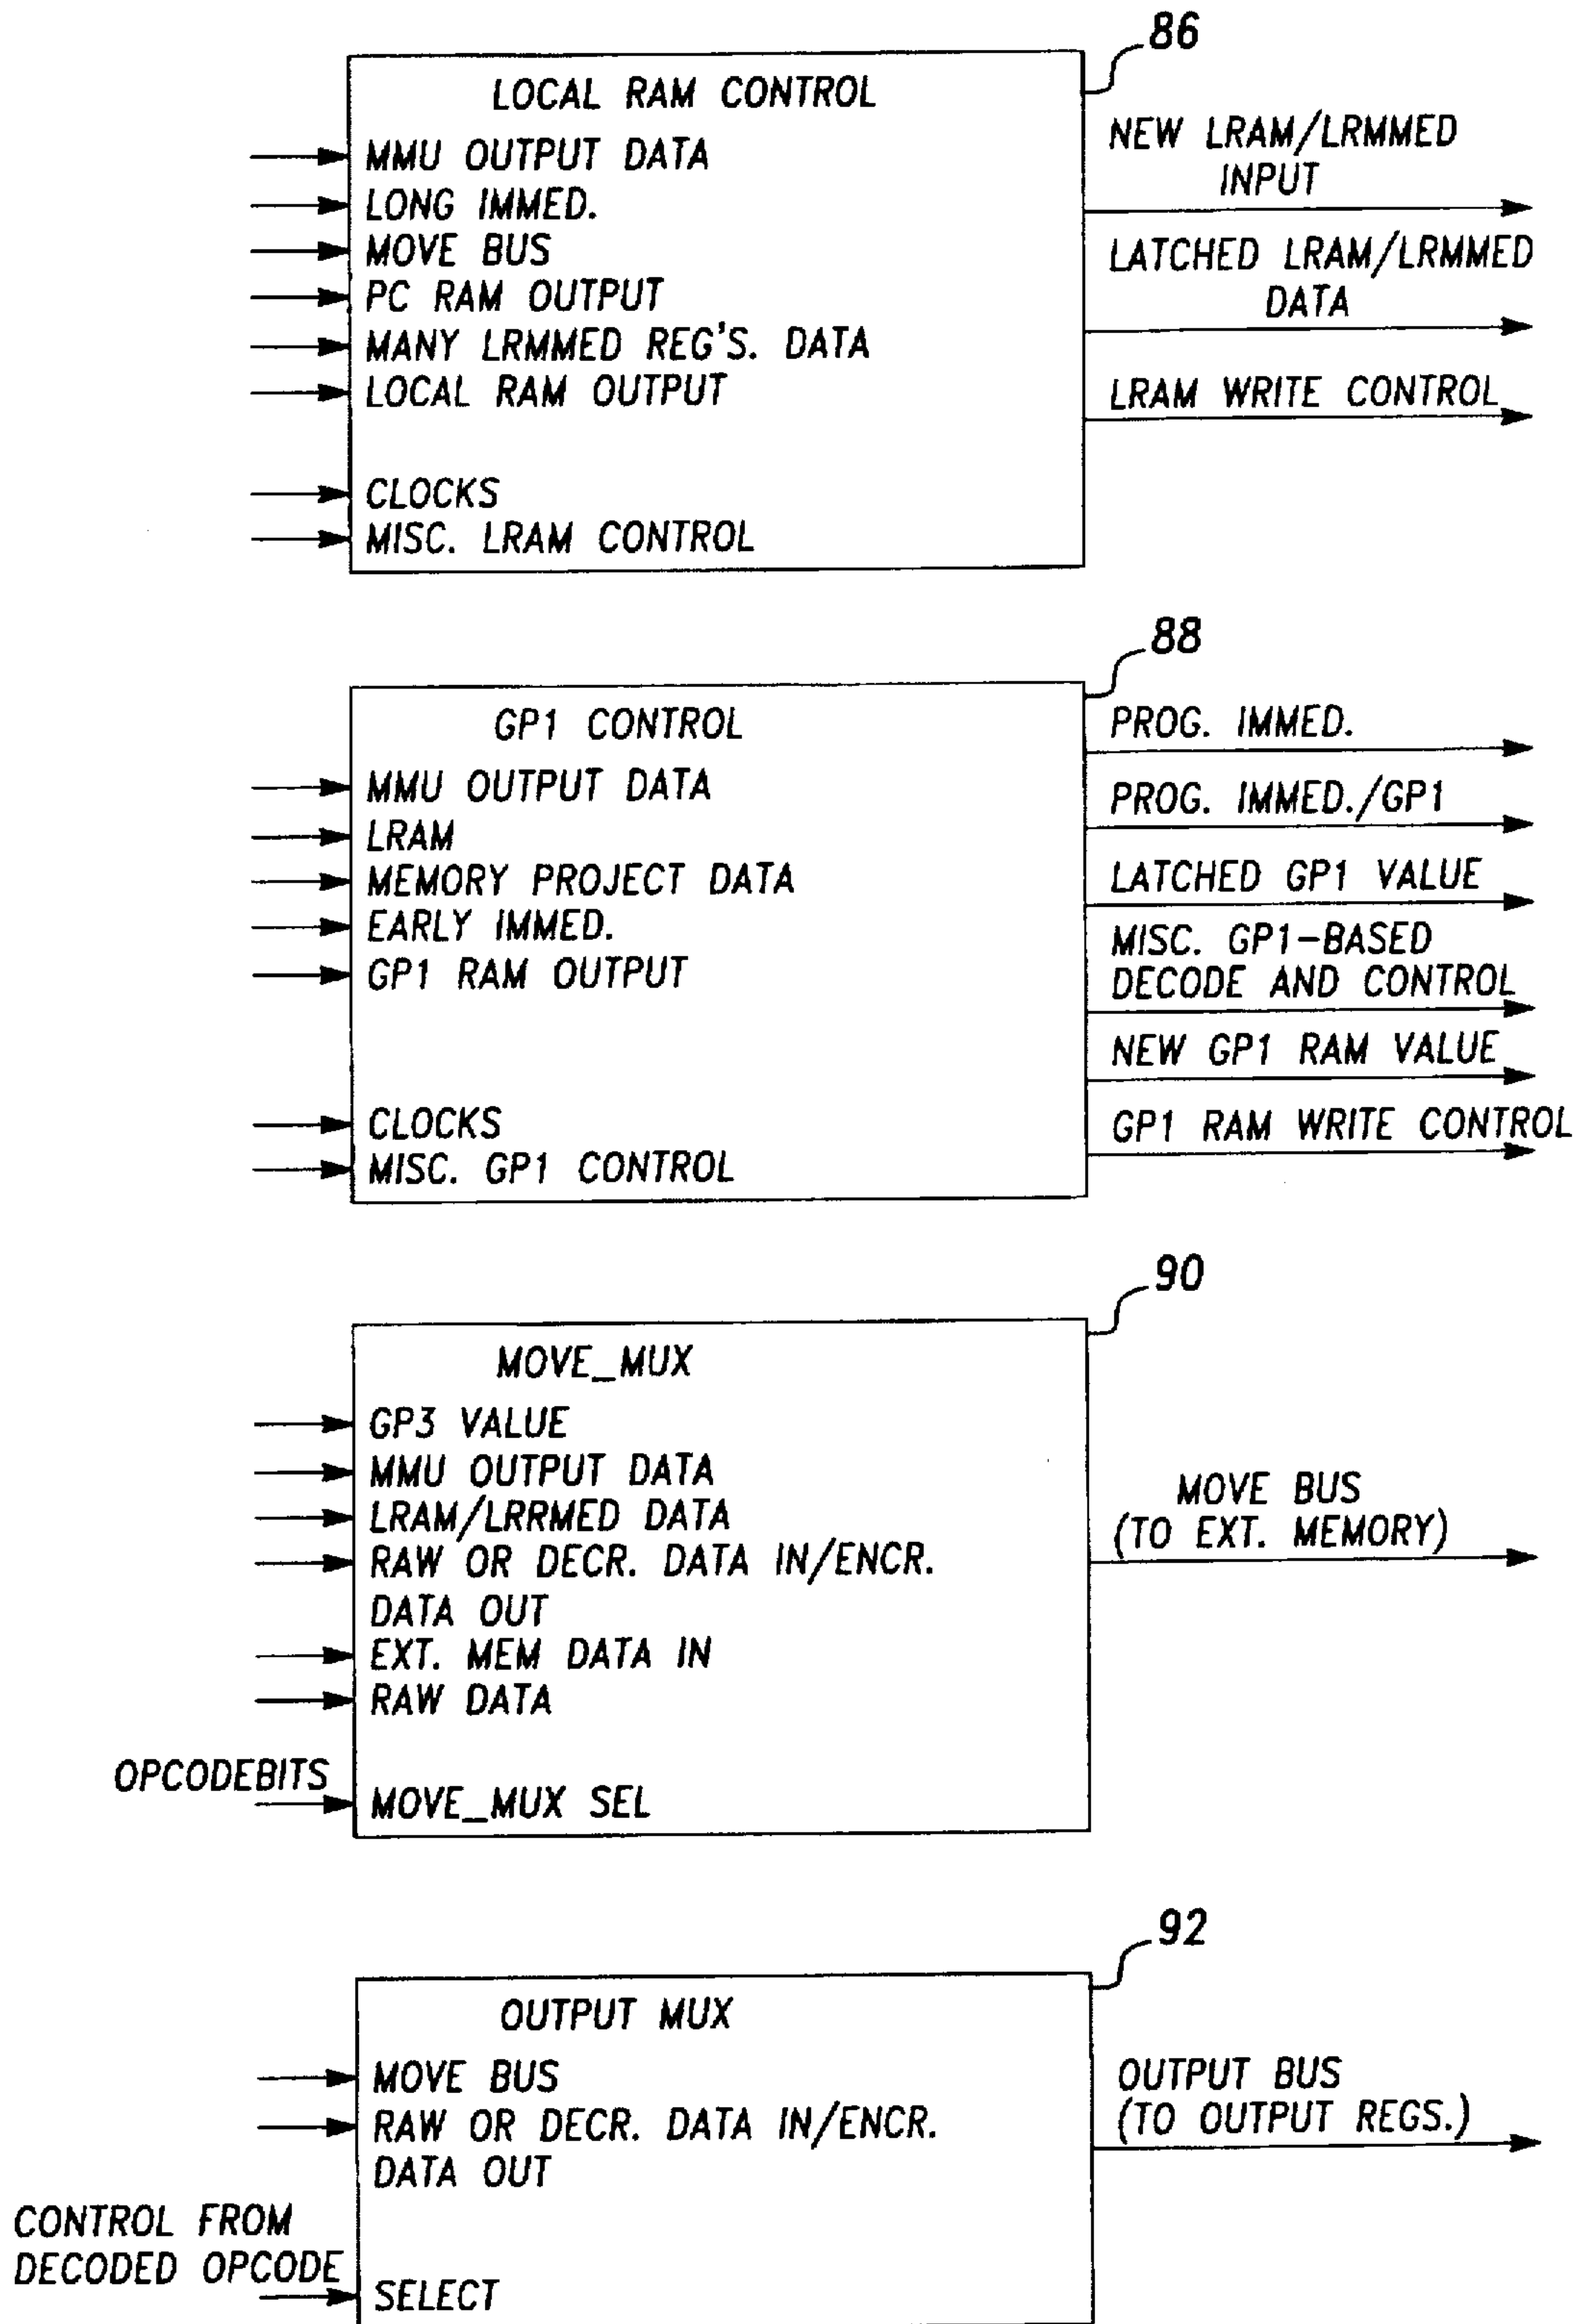 86
LOCAL RAM CONTROL
MMU OUTPUT DATA
LONG IMMED.
MOVE BUS
PC RAM OUTPUT
MANY LRMMED REG'S. DATA
LOCAL RAM OUTPUT
CLOCKS
MISC. LRAM CONTROL
NEW LRAM/LRMMED
INPUT
LATCHED LRAM/LRMMED
DATA
LRAM WRITE CONTROL
88
GP1 CONTROL
MMU OUTPUT DATA
LRAM
MEMORY PROJECT DATA
EARLY IMMED.
GP1 RAM OUTPUT
CLOCKS
MISC. GP1 CONTROL
PROG. IMMED.
PROG. IMMED./GP1
LATCHED GP1 VALUE
MISC. GP1-BASED
DECODE AND CONTROL
NEW GP1 RAM VALUE
GP1 RAM WRITE CONTROL
90
MOVE_MUX
GP3 VALUE
MMU OUTPUT DATA
LRAM/LRRMED DATA
RAW OR DECR. DATA IN/ENCR.
DATA OUT
EXT. MEM DATA IN
RAW DATA
OPCODEBITS
MOVE_MUX SEL
MOVE BUS
(TO EXT. MEMORY)
92
OUTPUT MUX
MOVE BUS
RAW OR DECR. DATA IN/ENCR.
DATA OUT
CONTROL FROM
DECODED OPCODE
SELECT
OUTPUT BUS
(TO OUTPUT REGS.)